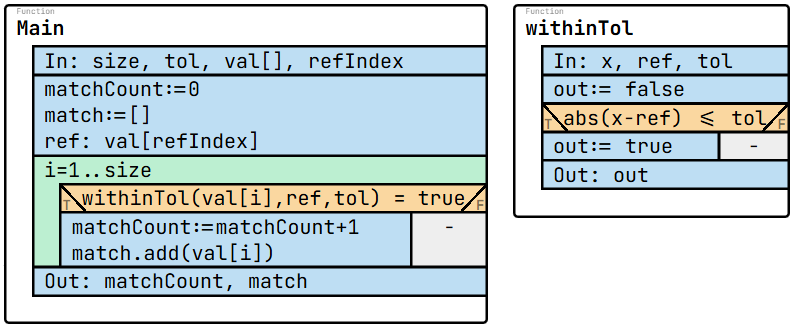 Function
Main
In: size, tol, val[], refIndex
matchCount:=0
match:=[]
ref: val[refIndex]
i=1..size
T withinTol(val[i],ref,tol) = true F
matchCount:=matchCount+1 -
match.add(val[i])
Out: matchCount, match
Function
withinTol
In: x, ref, tol
out:= false
T abs(x-ref) ⩽ tol F
out:= true -
Out: out